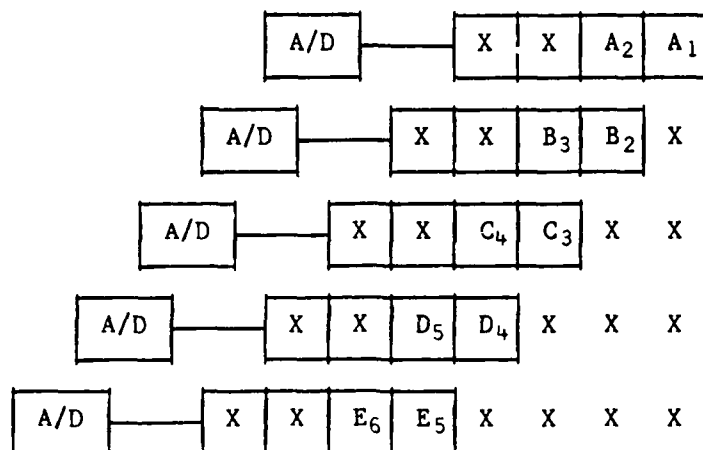 A/D X X A₂ A₁
A/D X X B₃ B₂ X
A/D X X C₄ C₃ X X
A/D X X D₅ D₄ X X X
A/D X X E₆ E₅ X X X X